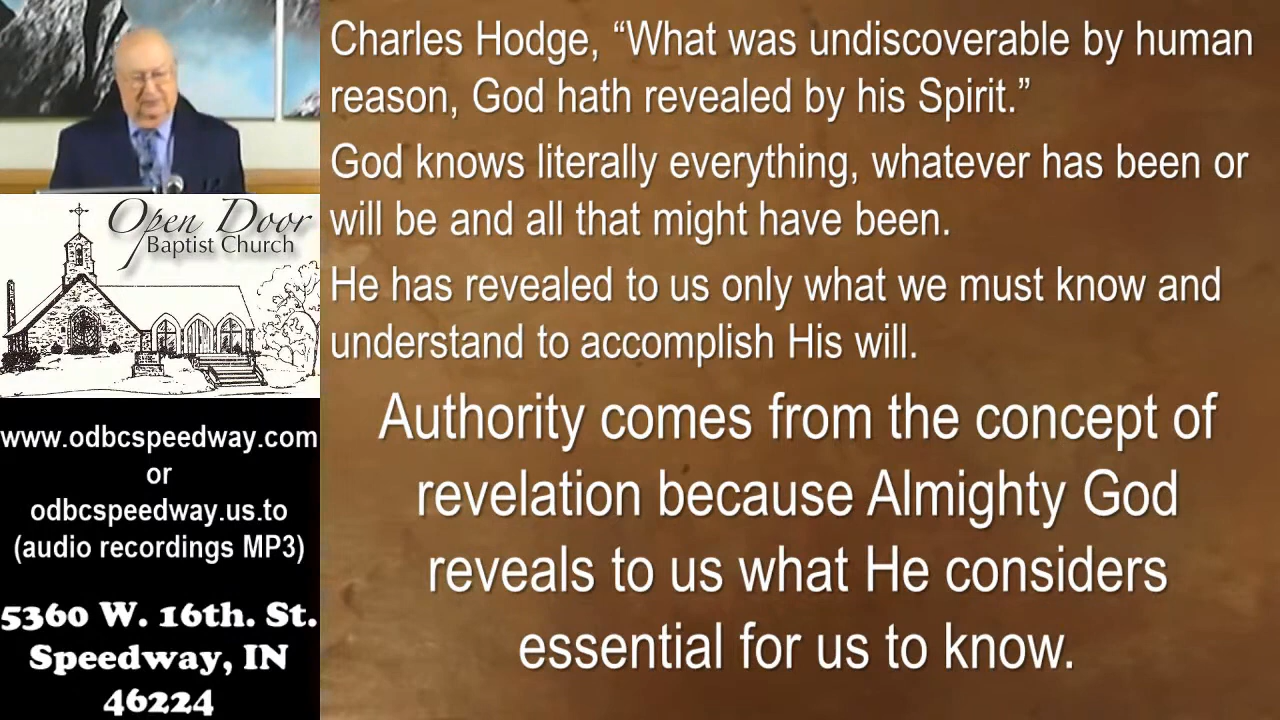 Charles Hodge, “What was undiscoverable by human
reason, God hath revealed by his Spirit.”
God knows literally everything, whatever has been or
will be and all that might have been.
He has revealed to us only what we must know and
understand to accomplish His will.
Authority comes from the concept of
revelation because Almighty God
reveals to us what He considers
essential for us to know.
Open Door
Baptist Church
www.odbcspeedway.com
or
odbcspeedway.us.to
(audio recordings MP3)
5360 W. 16th. St.
Speedway, IN
46224